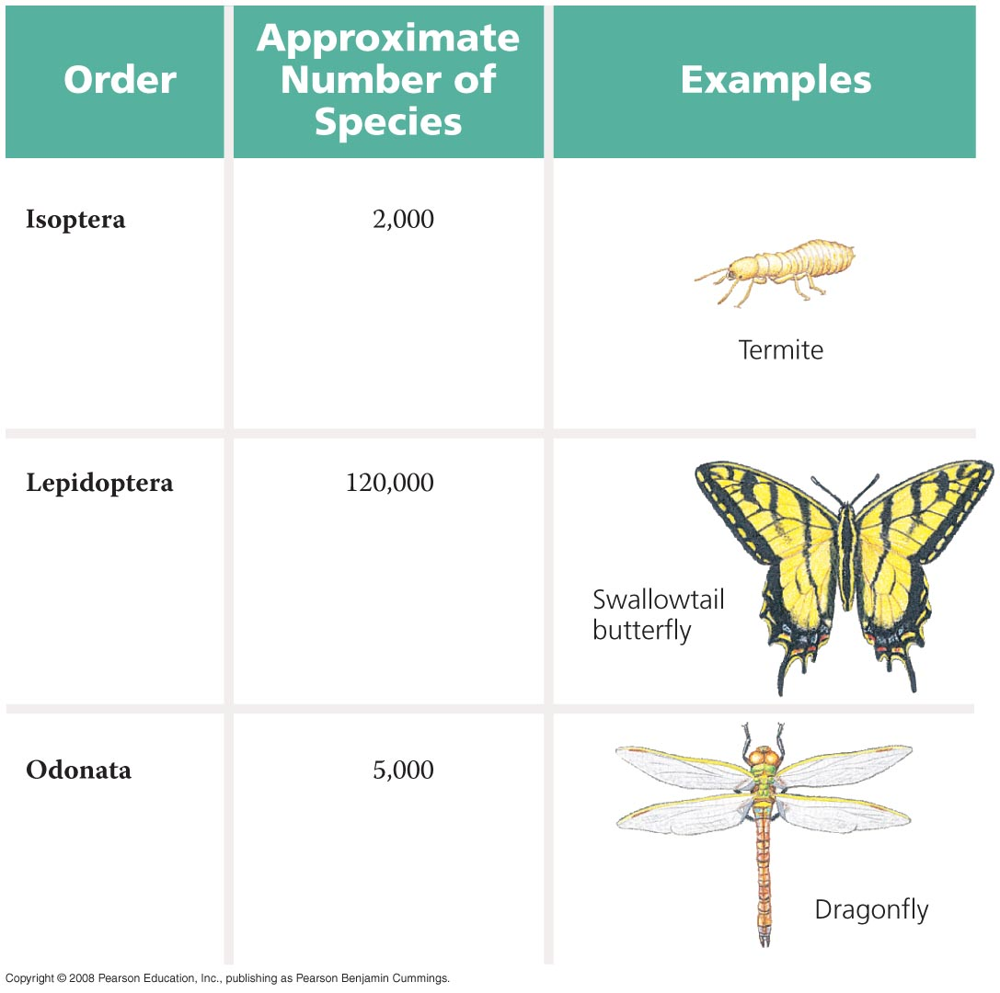 Order
Approximate
Number of
Species
Examples
Isoptera
2,000
Termite
Lepidoptera
120,000
Swallowtail
butterfly
Odonata
5,000
Dragonfly
Copyright © 2008 Pearson Education, Inc., publishing as Pearson Benjamin Cummings.